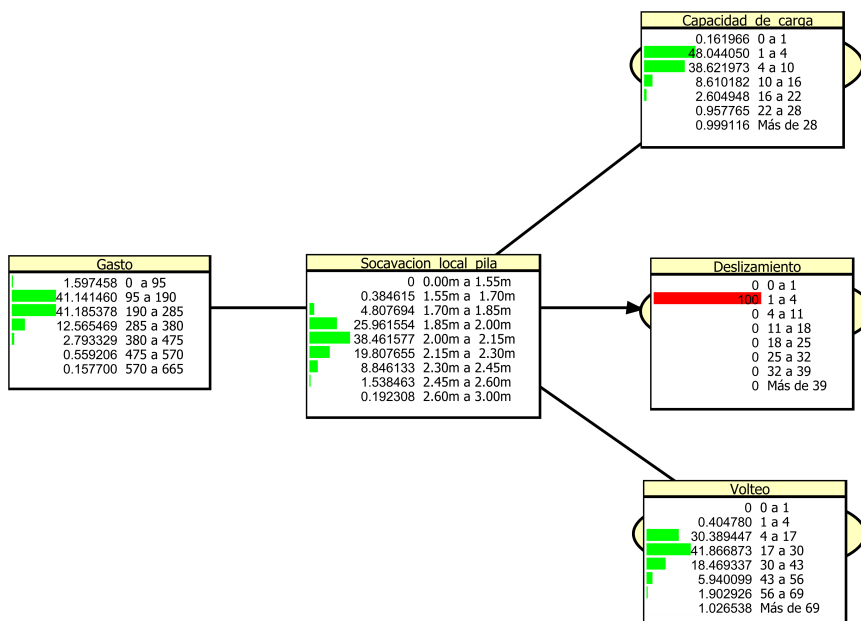 Capacidad de carga
0.161966 0 a 1
48.044050 1 a 4
38.621973 4 a 10
8.610182 10 a 16
2.604948 16 a 22
0.957765 22 a 28
0.999116 Más de 28
Gasto
1.597458 0 a 95
41.141460 95 a 190
41.185378 190 a 285
12.565469 285 a 380
2.793329 380 a 475
0.559206 475 a 570
0.157700 570 a 665
Socavacion local pila
0 0.00m a 1.55m
0.384615 1.55m a 1.70m
4.807694 1.70m a 1.85m
25.961554 1.85m a 2.00m
38.461577 2.00m a 2.15m
19.807655 2.15m a 2.30m
8.846133 2.30m a 2.45m
1.538463 2.45m a 2.60m
0.192308 2.60m a 3.00m
Deslizamiento
0 0 a 1
100 1 a 4
0 4 a 11
0 11 a 18
0 18 a 25
0 25 a 32
0 32 a 39
0 Más de 39
Volteo
0 0 a 1
0.404780 1 a 4
30.389447 4 a 17
41.866873 17 a 30
18.469337 30 a 43
5.940099 43 a 56
1.902926 56 a 69
1.026538 Más de 69